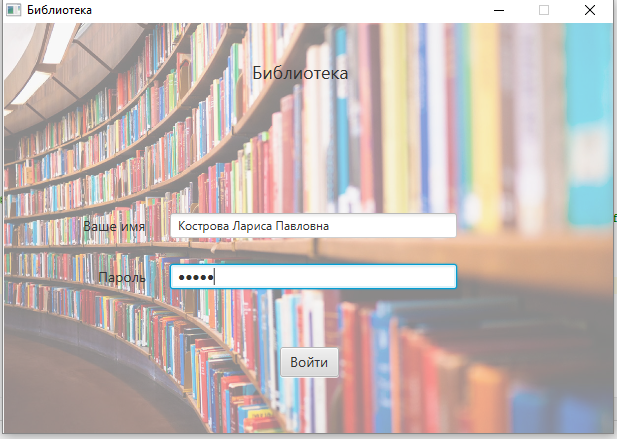 Библиотека
Библиотека
Ваше имя
Кострова Лариса Павловна
Пароль
•••••
Войти